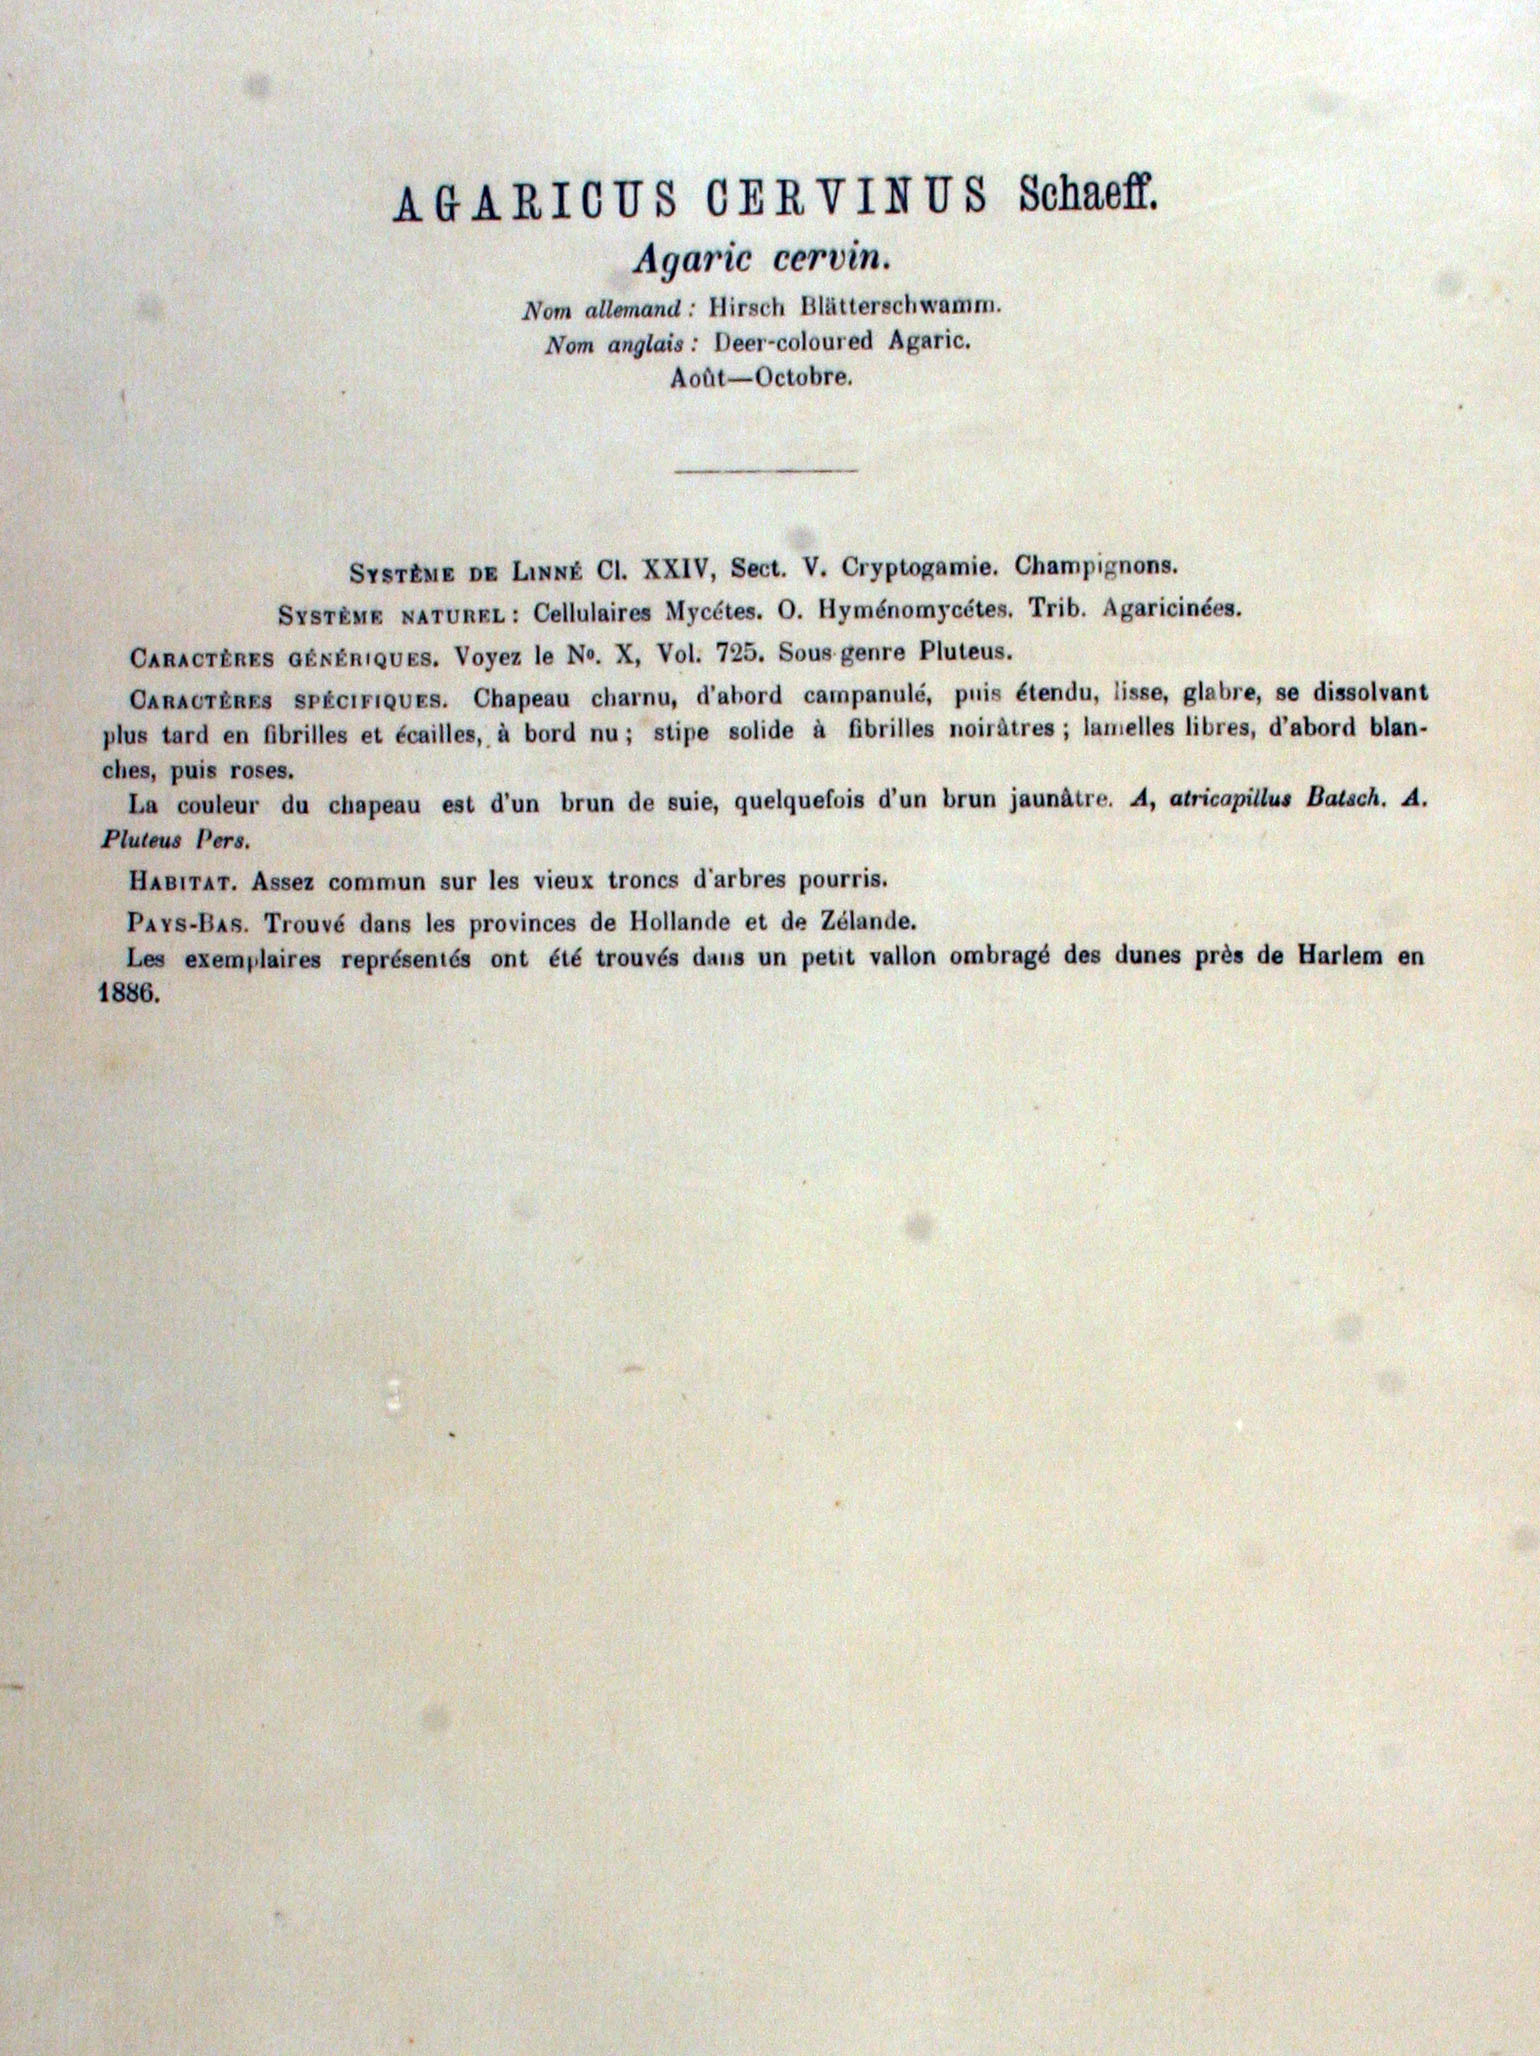 AGARICUS CERVINUS Schaeff.
Agaric cervin.
Nom allemand : Hirsch Blätterschwamm.
Nom anglais : Deer-coloured Agaric.
Août—Octobre.
SYSTÊME DE LINNÉ Cl. XXIV, Sect. V. Cryptogamie. Champignons.
SYSTÊME NATUREL : Cellulaires Mycétes. O. Hyménomycétes. Trib. Agaricinées.
CARACTÈRES GÉNÉRIQUES. Voyez le No. X, Vol. 725. Sous genre Pluteus.
CARACTÈRES SPÉCIFIQUES. Chapeau charnu, d'abord campanulé, puis étendu, lisse, glabre, se dissolvant
plus tard en fibrilles et écailles, à bord nu ; stipe solide à fibrilles noirâtres ; lamelles libres, d'abord blan-
ches, puis roses.
La couleur du chapeau est d'un brun de suie, quelquefois d'un brun jaunâtre. A, atricapillus Batsch. A.
Pluteus Pers.
HABITAT. Assez commun sur les vieux troncs d'arbres pourris.
PAYS-BAS. Trouvé dans les provinces de Hollande et de Zélande.
Les exemplaires représentés ont été trouvés dans un petit vallon ombragé des dunes près de Harlem en
1886.